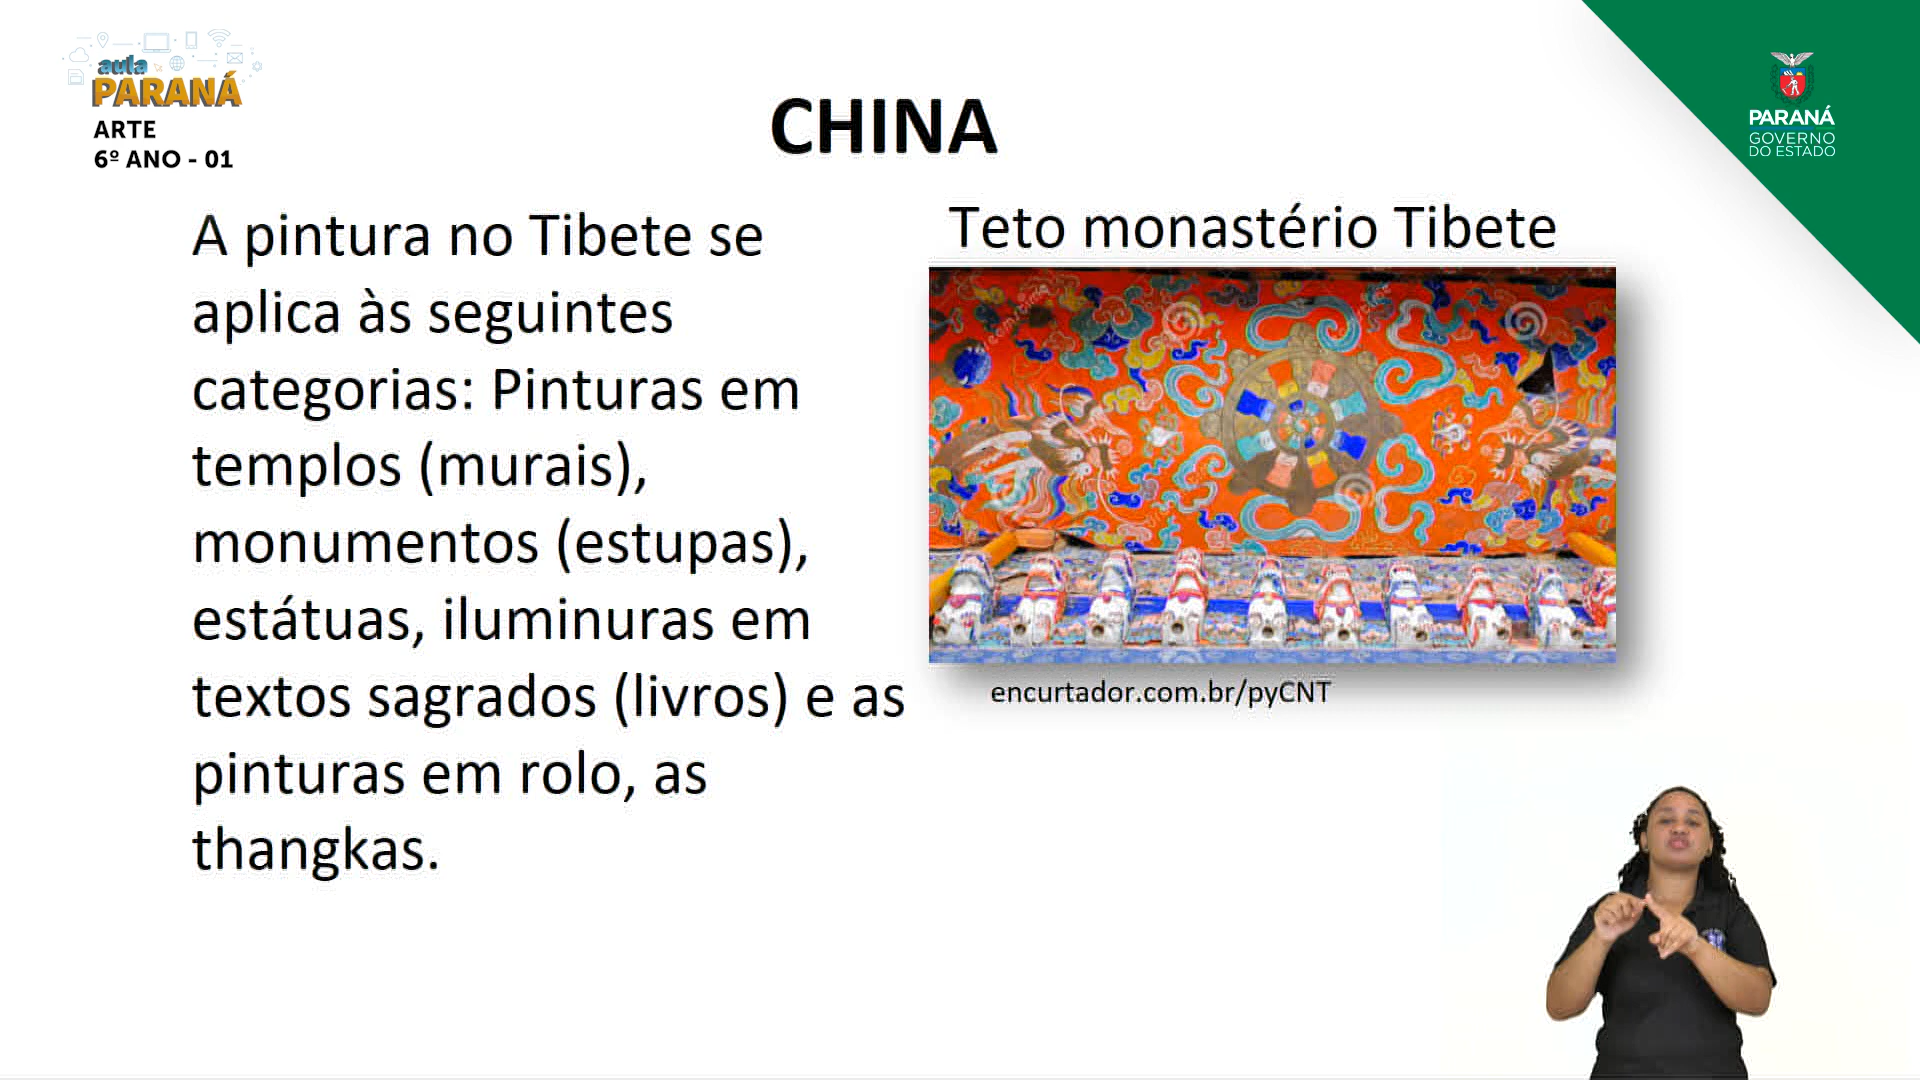 aula
PARANÁ
ARTE
6º ANO - 01
CHINA
PARANÁ
GOVERNO
DO ESTADO
A pintura no Tibete se
aplica às seguintes
categorias: Pinturas em
templos (murais),
monumentos (estupas),
estátuas, iluminuras em
textos sagrados (livros) e as
pinturas em rolo, as
thangkas.
Teto monastério Tibete
encurtador.com.br/pyCNT